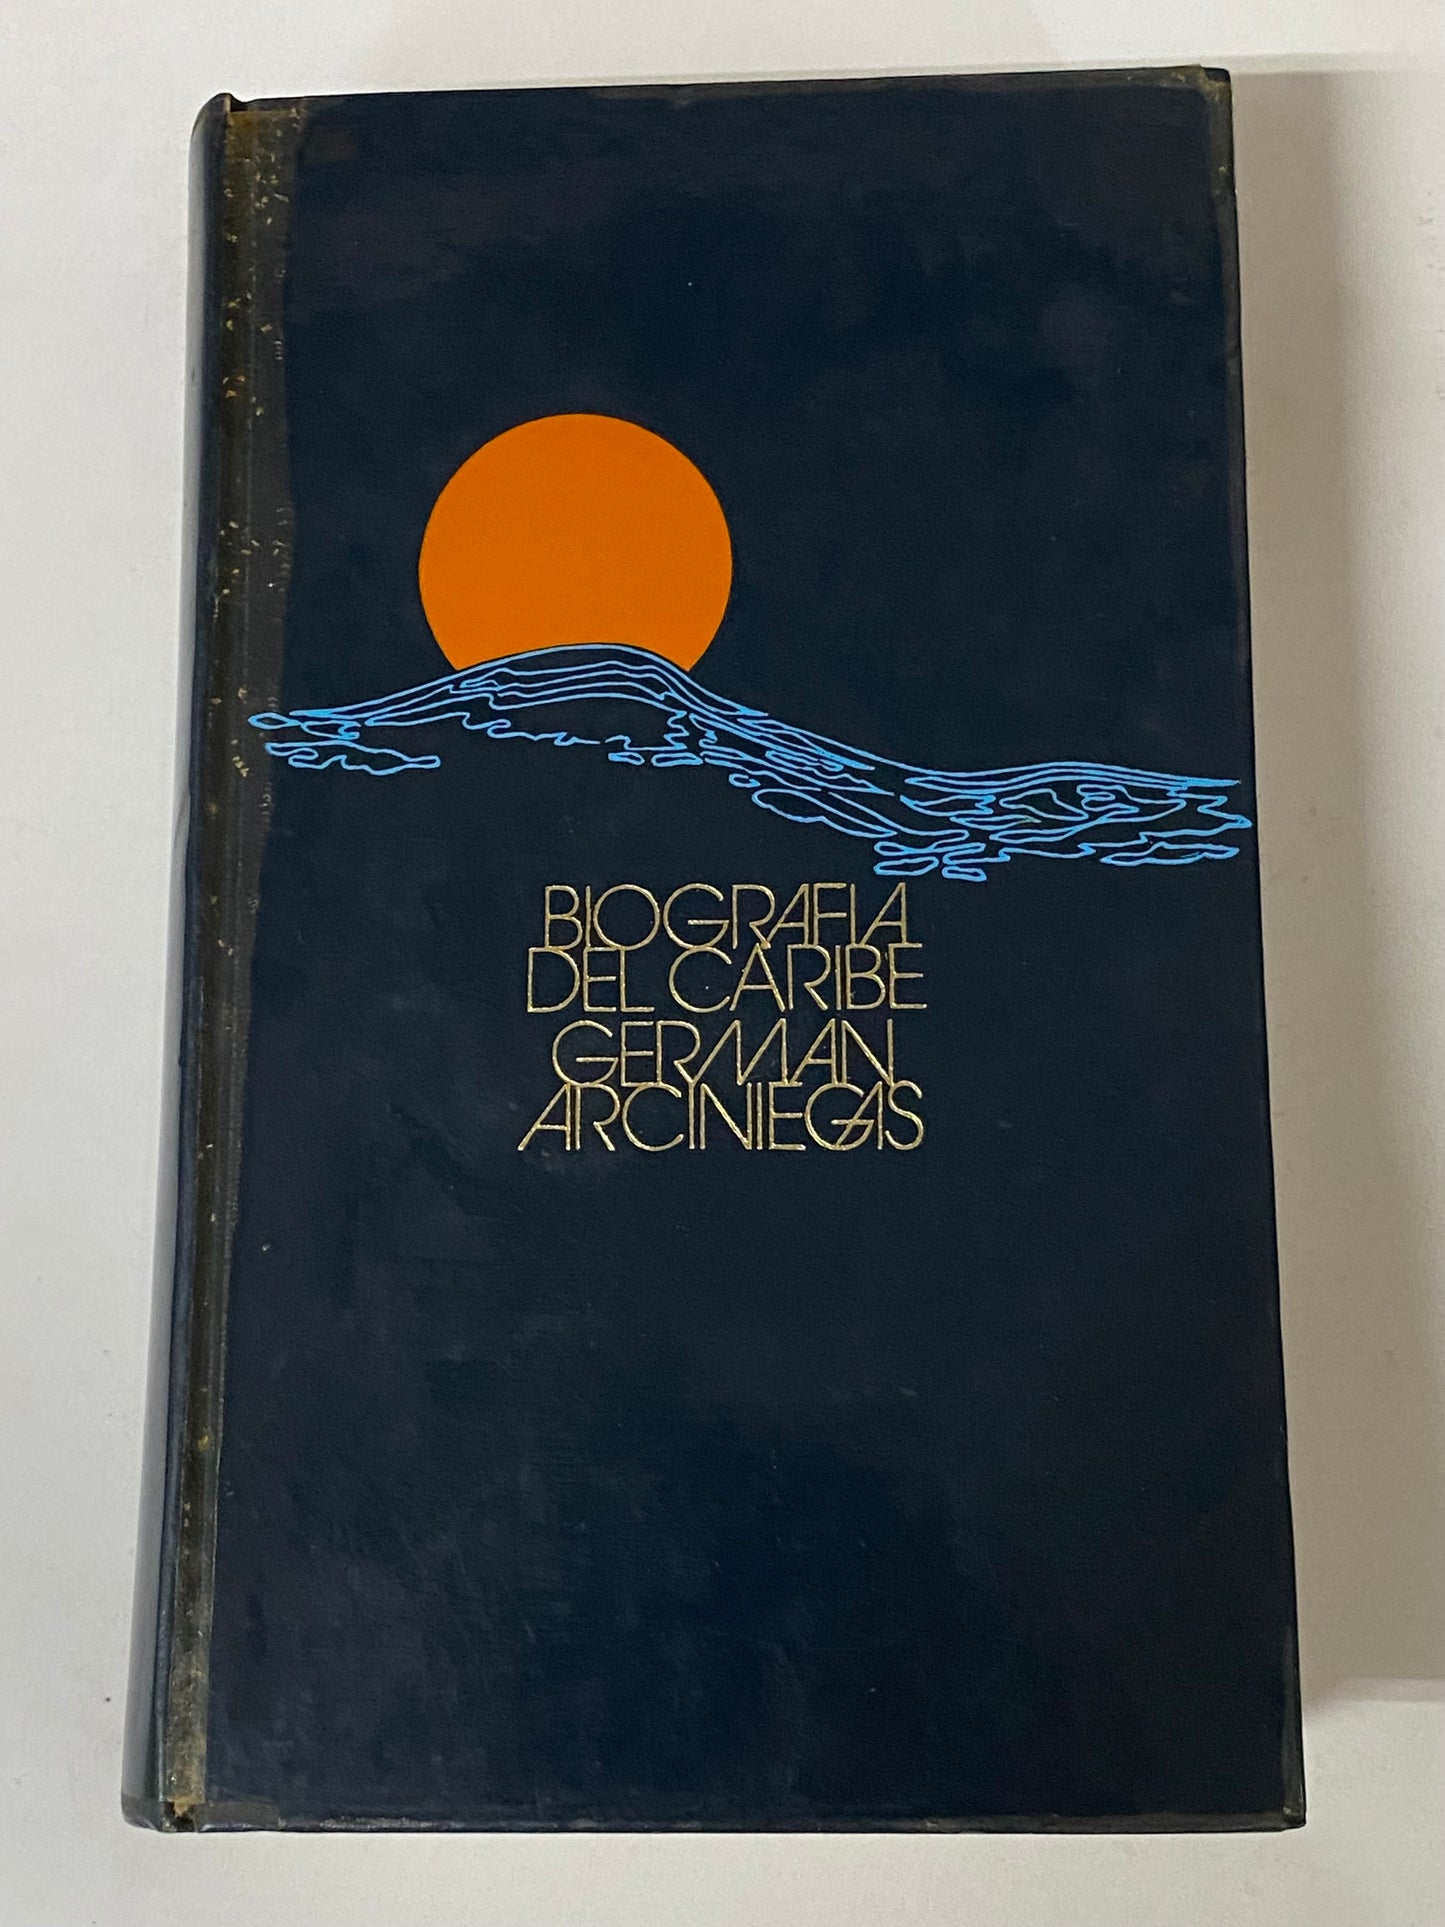 BIOGRAFIA
DEL CARIBE
GERMAN
ARCINIEGAS